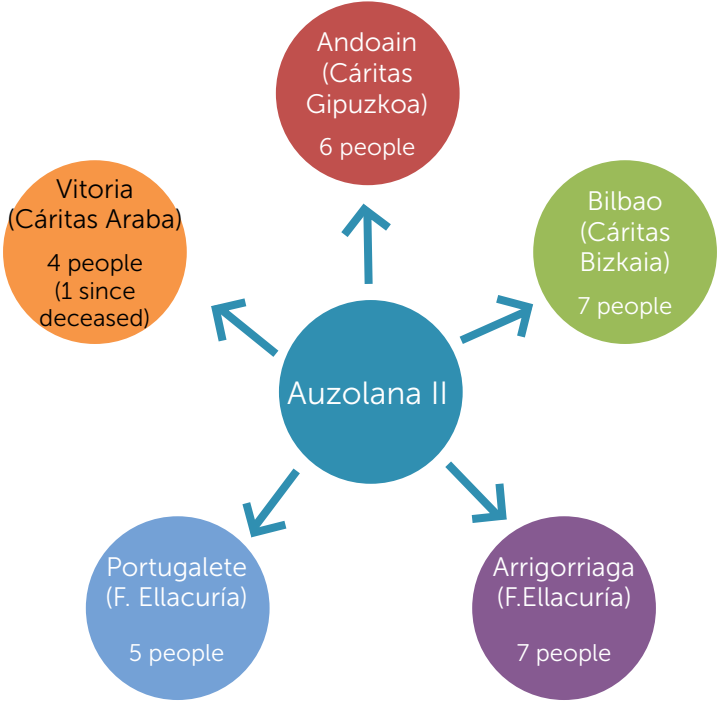 Andoain
(Cáritas
Gipuzkoa)
6 people
Vitoria
(Cáritas Araba)
4 people
(1 since
deceased)
Bilbao
(Cáritas
Bizkaia)
7 people
Auzolana II
Portugalete
(F. Ellacuría)
5 people
Arrigorriaga
(F.Ellacuría)
7 people